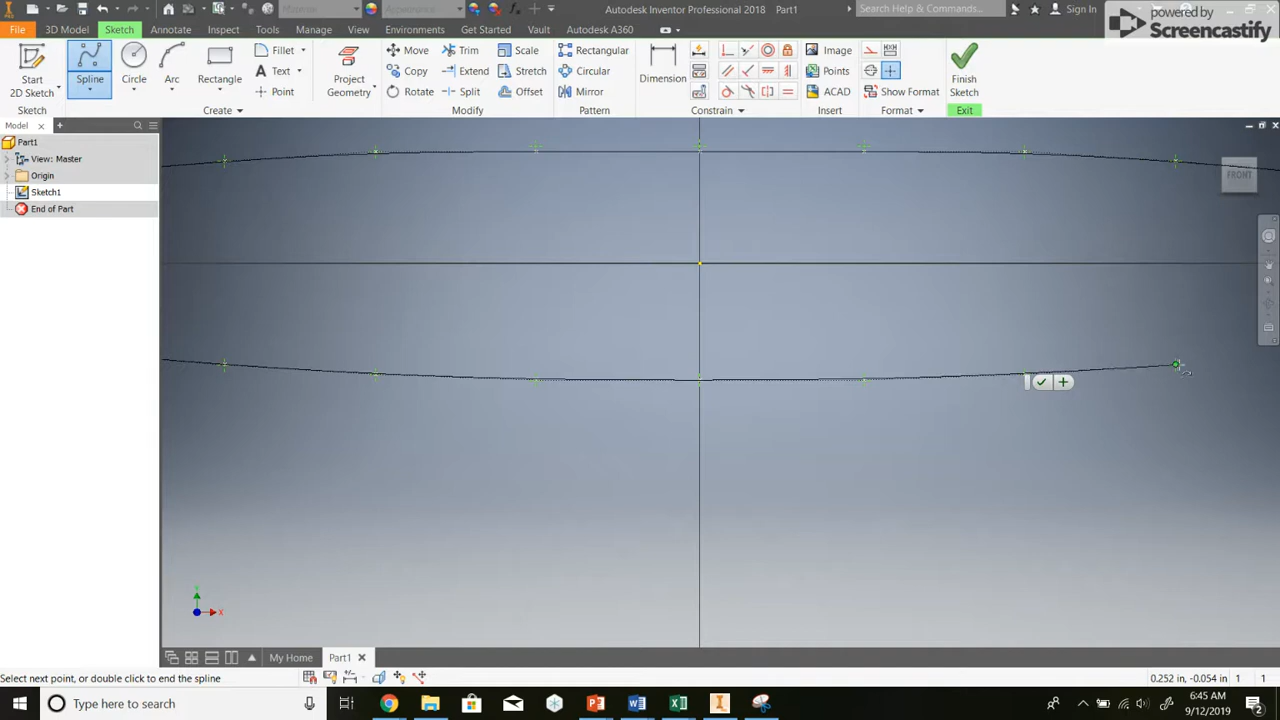 Autodesk Inventor Professional 2018 Part1
Search Help & Commands...
Sign In
powered by
Screencastify
File 3D Model Sketch Annotate Inspect Tools Manage View Environments Get Started Vault Autodesk A360
Start
2D Sketch
Spline
Circle
Arc
Rectangle
Fillet
Text
Point
Project
Geometry
Move
Copy
Rotate
Trim
Extend
Split
Scale
Stretch
Offset
Rectangular
Circular
Mirror
Dimension
Image
Points
ACAD
Show Format
Finish
Sketch
Sketch Create Modify Pattern Constrain Insert Format Exit
Model
Part1
View: Master
Origin
Sketch1
End of Part
FRONT
X
My Home Part1
Select next point, or double click to end the spline
0.252 in, -0.054 in 1 1
Type here to search
6:45 AM
9/12/2019
2